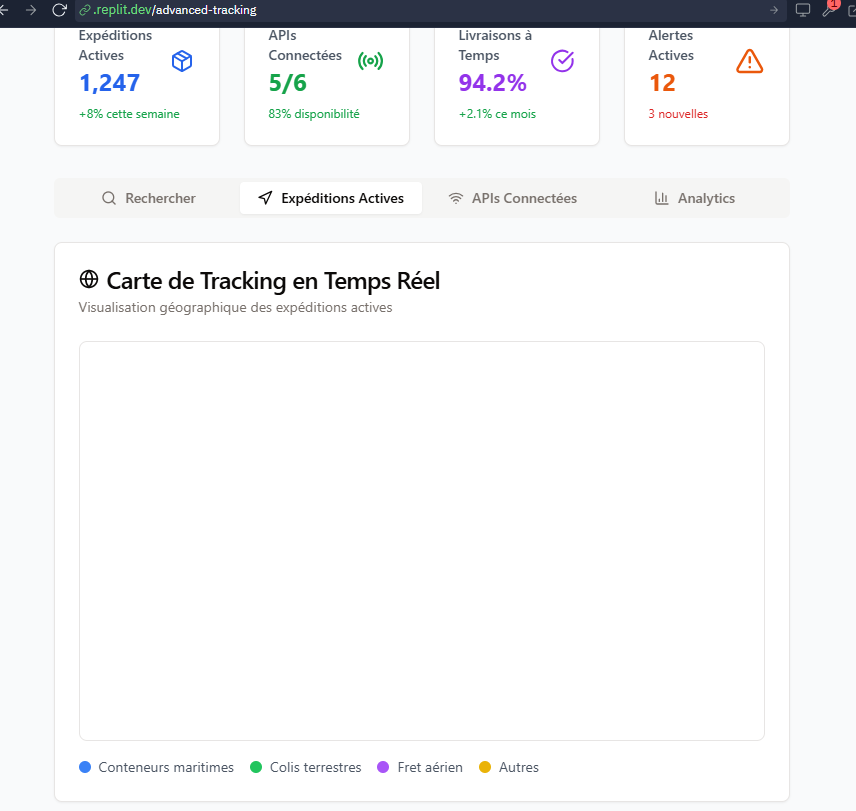 .replit.dev/advanced-tracking
1
Expéditions
Actives
1,247
+8% cette semaine
APIs
Connectées
5/6
83% disponibilité
Livraisons à
Temps
94.2%
+2.1% ce mois
Alertes
Actives
12
3 nouvelles
Rechercher
Expéditions Actives
APIs Connectées
Analytics
Carte de Tracking en Temps Réel
Visualisation géographique des expéditions actives
Conteneurs maritimes
Colis terrestres
Fret aérien
Autres